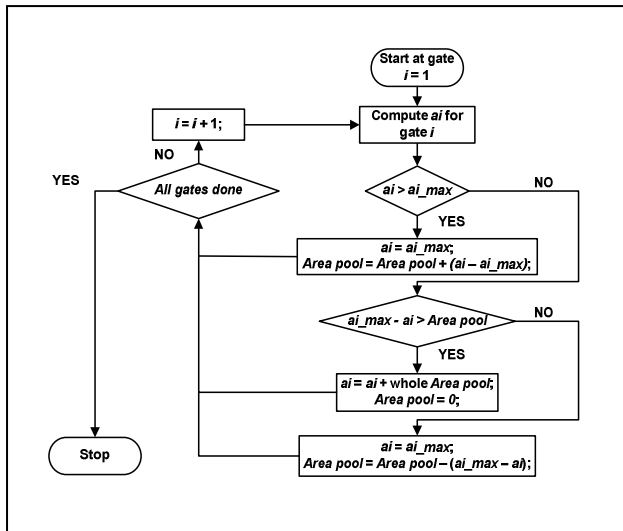 Start at gate
i = 1
i = i + 1;
Compute ai for
gate i
NO
YES
All gates done
ai > ai_max
NO
YES
ai = ai_max;
Area pool = Area pool + (ai – ai_max);
ai_max - ai > Area pool
NO
YES
ai = ai + whole Area pool;
Area pool = 0;
Stop
ai = ai_max;
Area pool = Area pool – (ai_max – ai);